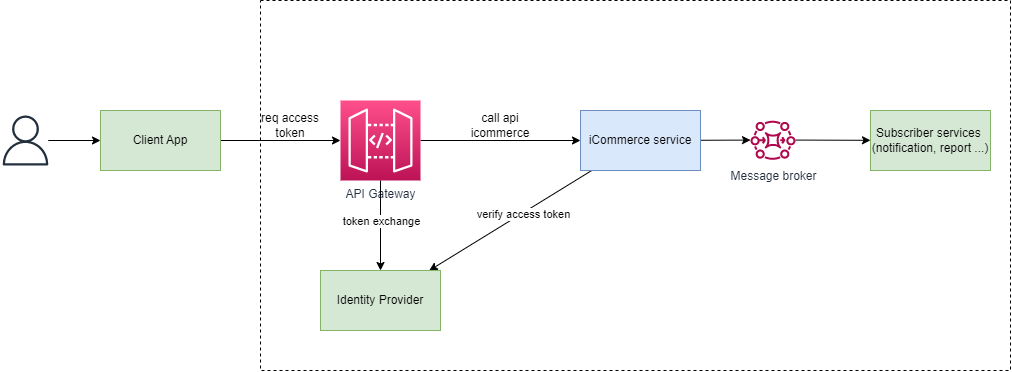 Client App
req access
token
API Gateway
token exchange
call api
icommerce
iCommerce service
verify access token
Identity Provider
Message broker
Subscriber services
(notification, report ...)